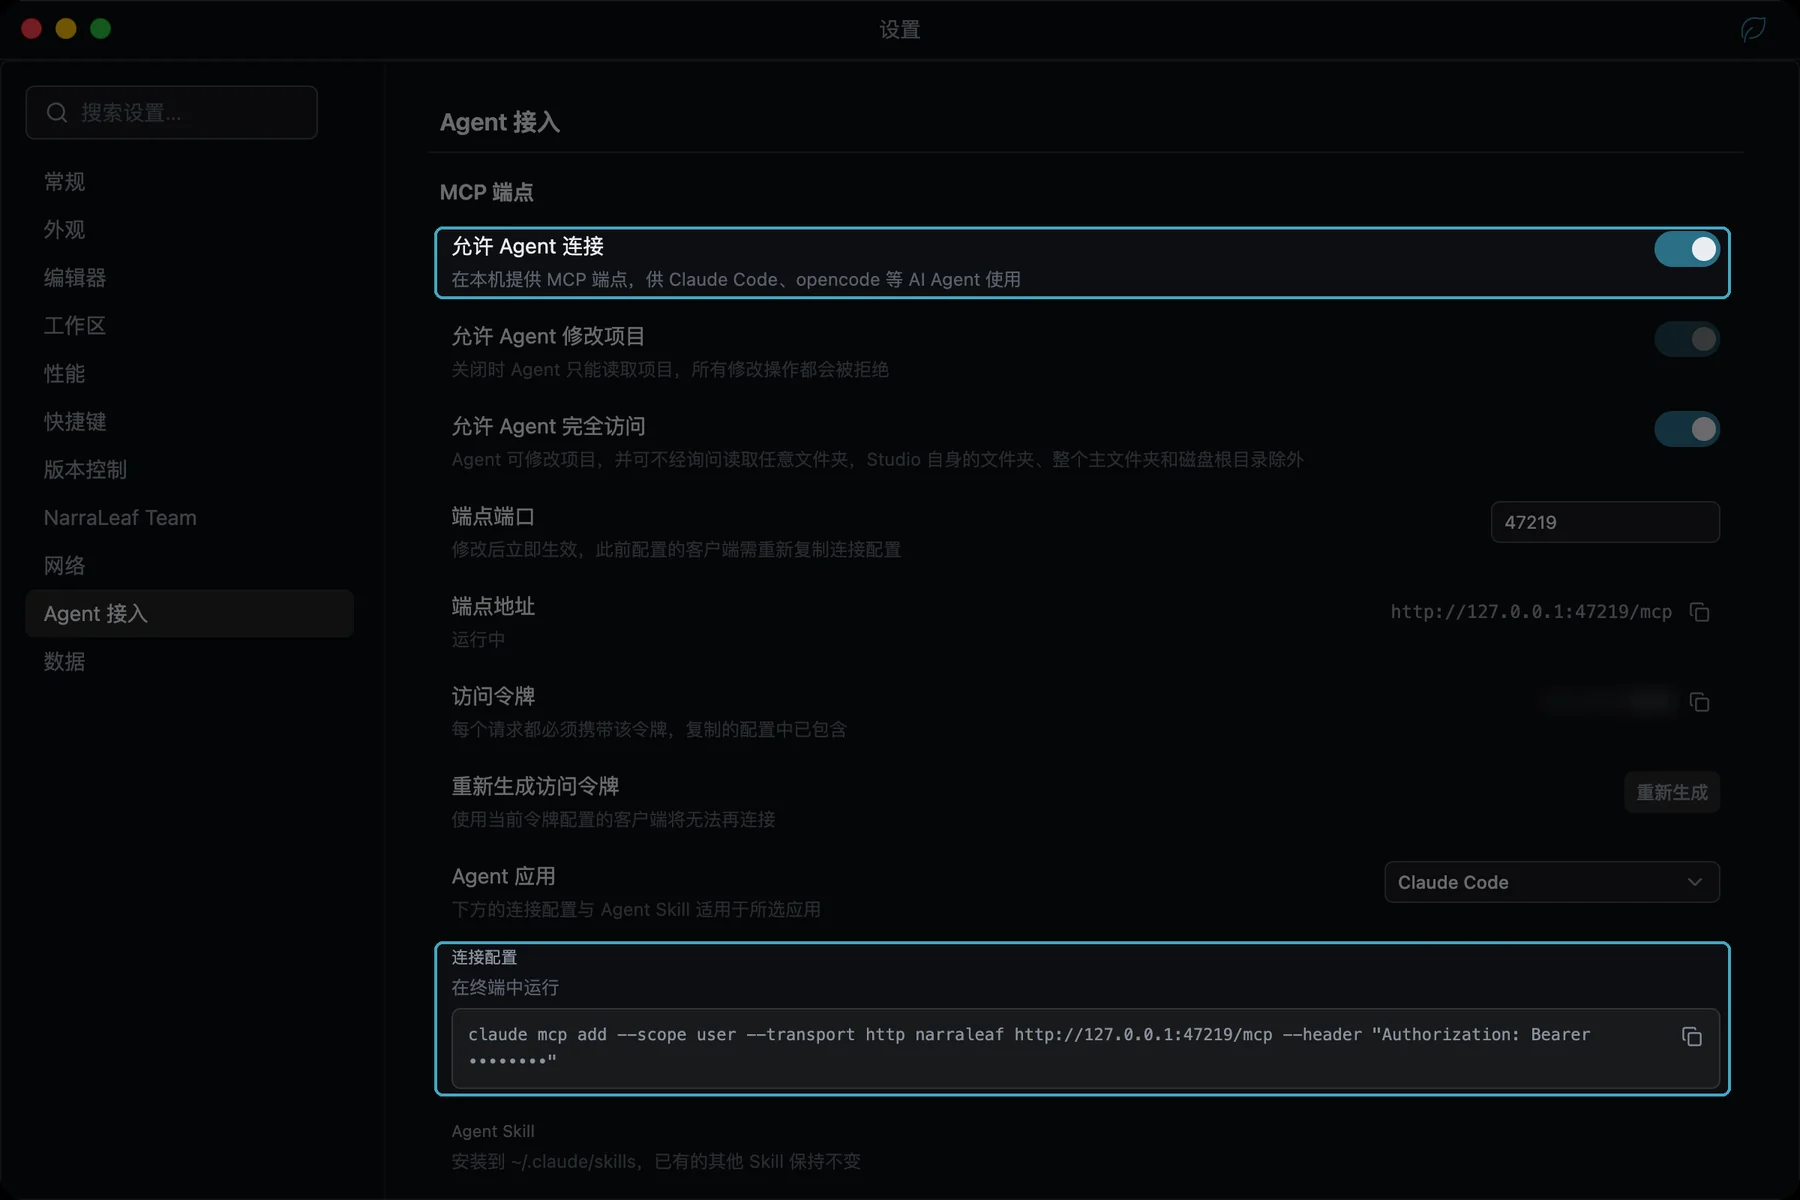 设置
搜索设置...
常规
外观
编辑器
工作区
性能
快捷键
版本控制
NarraLeaf Team
网络
Agent 接入
数据
Agent 接入
MCP 端点
允许 Agent 连接
在本机提供 MCP 端点，供 Claude Code、opencode 等 AI Agent 使用
允许 Agent 修改项目
关闭时 Agent 只能读取项目，所有修改操作都会被拒绝
允许 Agent 完全访问
Agent 可修改项目，并可不经询问读取任意文件夹，Studio 自身的文件夹、整个主文件夹和磁盘根目录除外
端点端口
47219
修改后立即生效，此前配置的客户端需重新复制连接配置
端点地址
http://127.0.0.1:47219/mcp
运行中
访问令牌
每个请求都必须携带该令牌，复制的配置中已包含
重新生成访问令牌
重新生成
使用当前令牌配置的客户端将无法再连接
Agent 应用
Claude Code
下方的连接配置与 Agent Skill 适用于所选应用
连接配置
在终端中运行
claude mcp add --scope user --transport http narraleaf http://127.0.0.1:47219/mcp --header "Authorization: Bearer
••••••••"
Agent Skill
安装到 ~/.claude/skills，已有的其他 Skill 保持不变